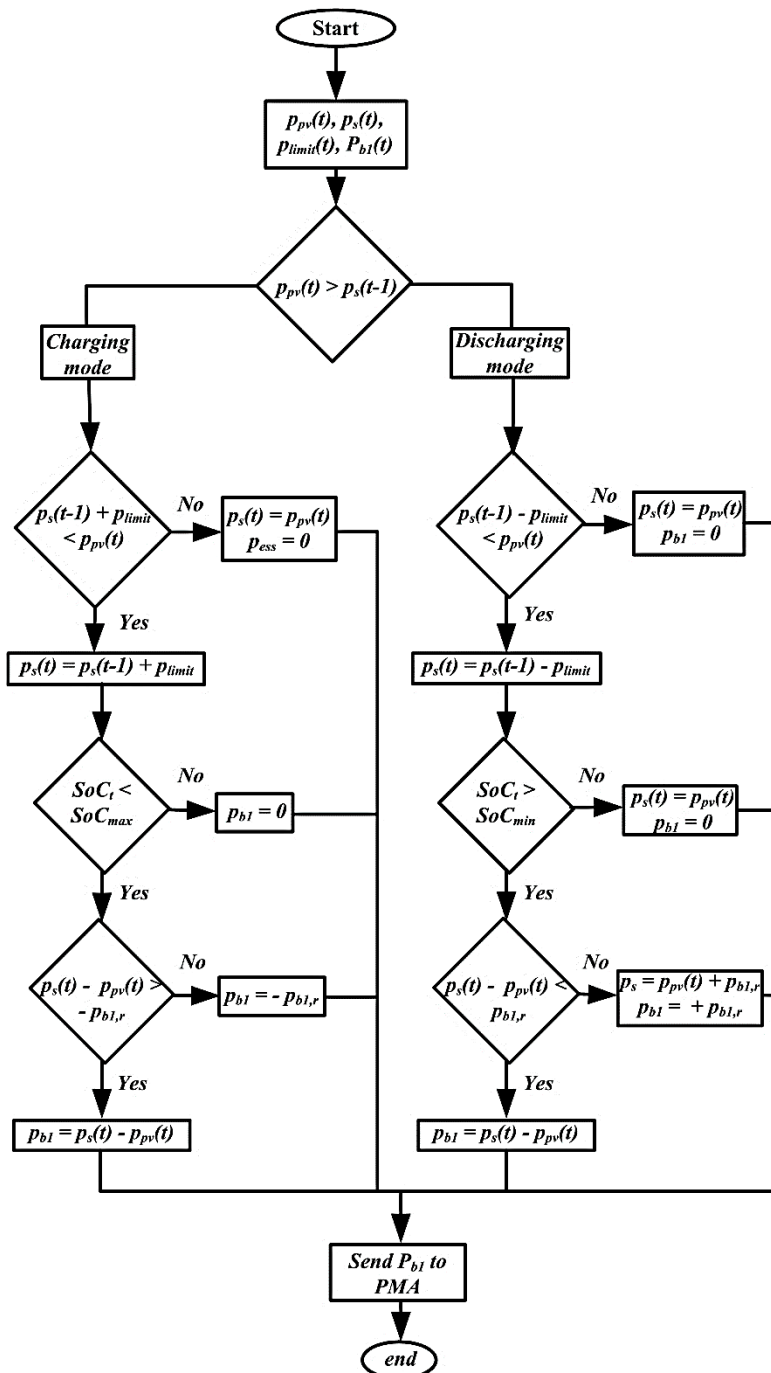 Start
p_pv(t), p_s(t),
p_limit(t), P_b1(t)
p_pv(t) > p_s(t-1)
Charging
mode
Discharging
mode
p_s(t-1) + p_limit
< p_pv(t)
No
p_s(t) = p_pv(t)
p_ess = 0
p_s(t-1) - p_limit
< p_pv(t)
No
p_s(t) = p_pv(t)
p_b1 = 0
Yes
Yes
p_s(t) = p_s(t-1) + p_limit
p_s(t) = p_s(t-1) - p_limit
SoC_t <
SoC_max
No
p_b1 = 0
SoC_t >
SoC_min
No
p_s(t) = p_pv(t)
p_b1 = 0
Yes
Yes
p_s(t) - p_pv(t) >
- p_b1,r
No
p_b1 = - p_b1,r
p_s(t) - p_pv(t) <
p_b1,r
No
p_s = p_pv(t) + p_b1,r
p_b1 = + p_b1,r
Yes
Yes
p_b1 = p_s(t) - p_pv(t)
p_b1 = p_s(t) - p_pv(t)
Send P_b1 to
PMA
end